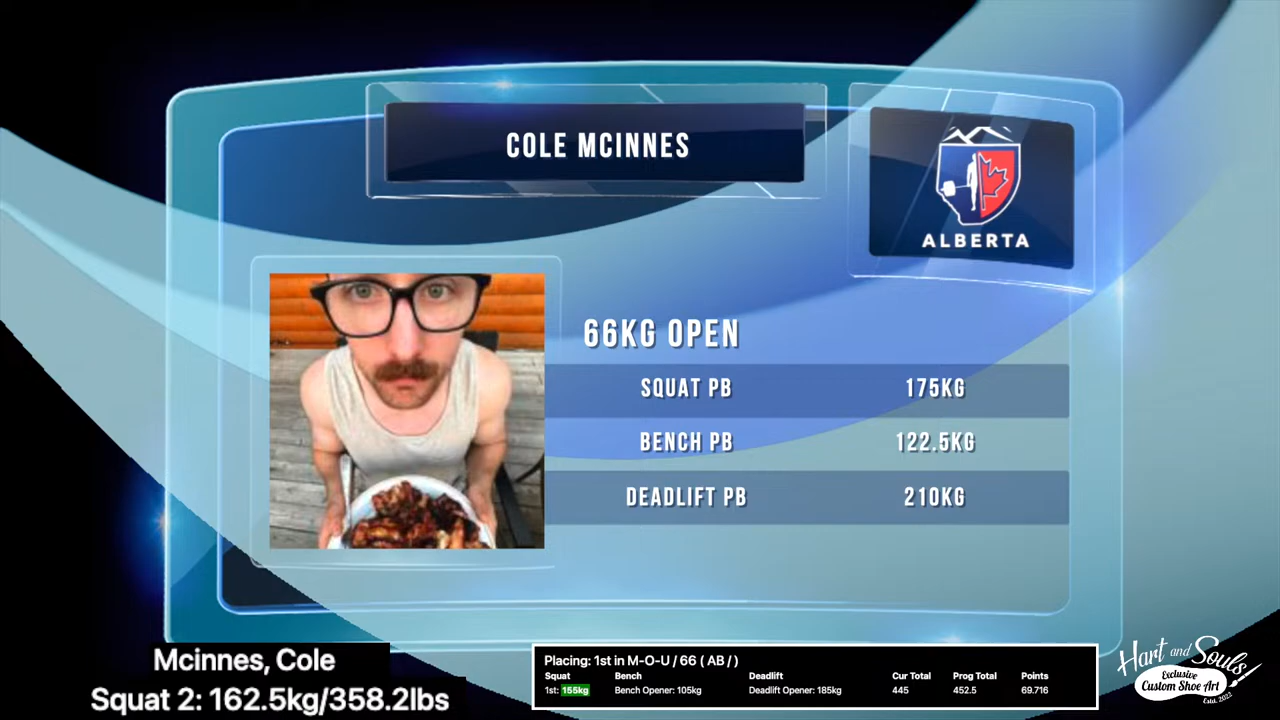 COLE MCINNES
ALBERTA
66KG OPEN
SQUAT PB 175KG
BENCH PB 122.5KG
DEADLIFT PB 210KG
Mcinnes, Cole
Squat 2: 162.5kg/358.2lbs
Placing: 1st in M-O-U / 66 ( AB / )
Squat Bench Deadlift Cur Total Prog Total Points
1st: 155kg Bench Opener: 105kg Deadlift Opener: 185kg 445 452.5 69.716
Hart and Souls
Exclusive
Custom Shoe Art
Estd. 2022